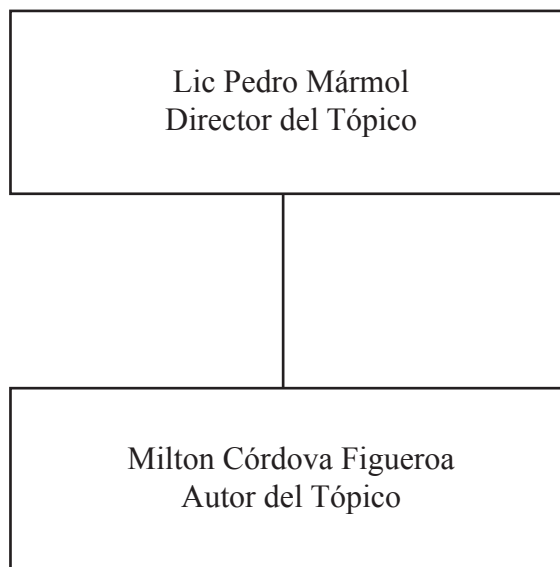 Lic Pedro Mármol
Director del Tópico
Milton Córdova Figueroa
Autor del Tópico